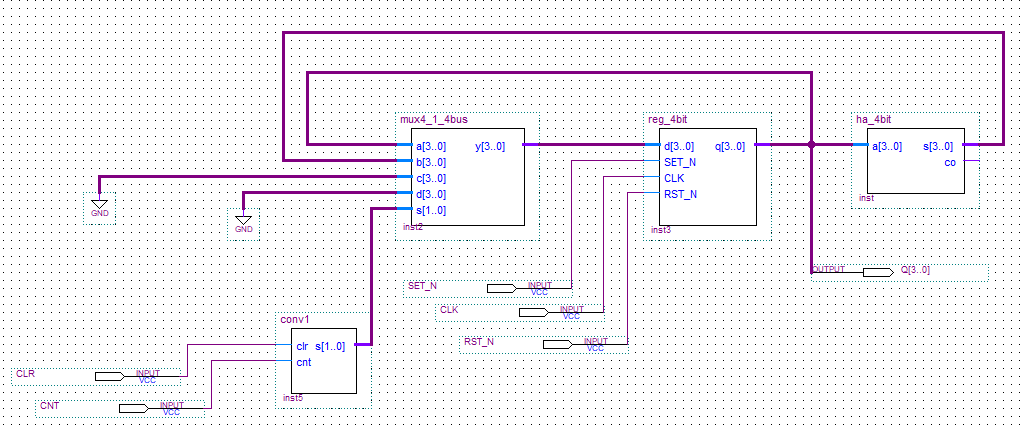 mux4_1_4bus
a[3..0] y[3..0]
b[3..0]
c[3..0]
d[3..0]
s[1..0]
inst2
reg_4bit
d[3..0] q[3..0]
SET_N
CLK
RST_N
inst3
ha_4bit
a[3..0] s[3..0]
co
inst
GND
GND
OUTPUT Q[3..0]
SET_N INPUT
VCC
CLK INPUT
VCC
RST_N INPUT
VCC
conv1
clr s[1..0]
cnt
inst5
CLR INPUT
VCC
CNT INPUT
VCC